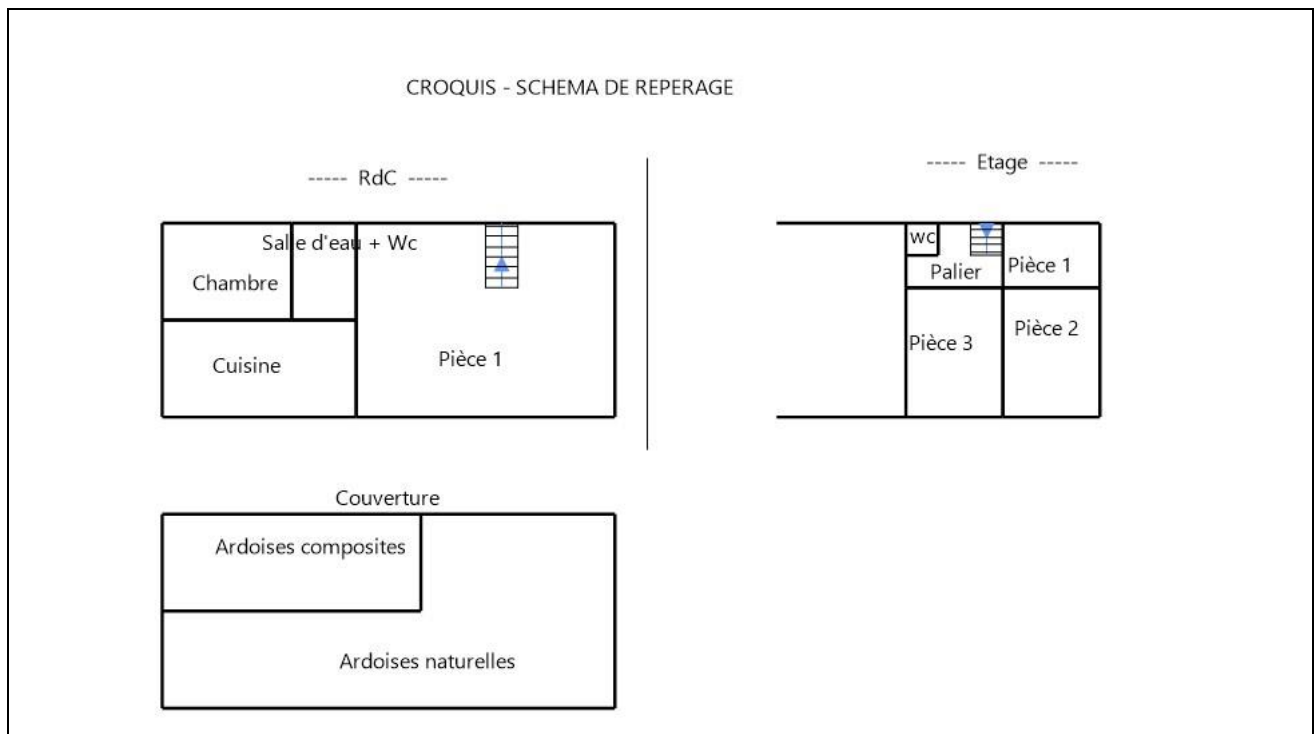 CROQUIS - SCHEMA DE REPERAGE
----- RdC -----
Salle d'eau + Wc
Chambre
Cuisine
Pièce 1
----- Etage -----
wc
Palier
Pièce 1
Pièce 3
Pièce 2
Couverture
Ardoises composites
Ardoises naturelles